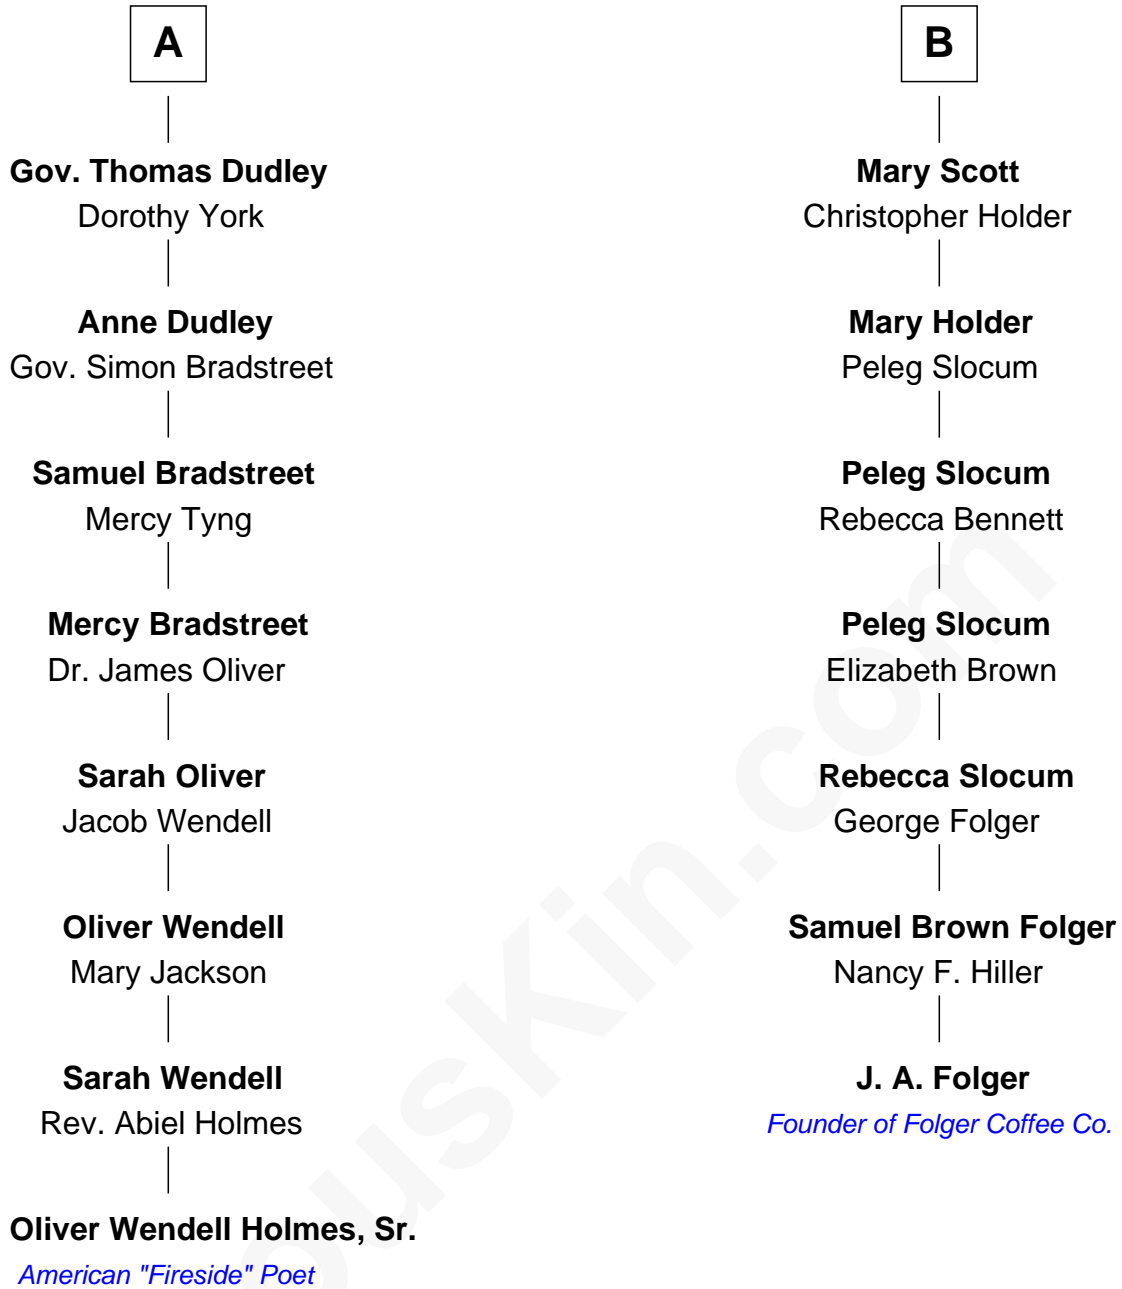 A
Gov. Thomas Dudley
Dorothy York
Anne Dudley
Gov. Simon Bradstreet
Samuel Bradstreet
Mercy Tyng
Mercy Bradstreet
Dr. James Oliver
Sarah Oliver
Jacob Wendell
Oliver Wendell
Mary Jackson
Sarah Wendell
Rev. Abiel Holmes
Oliver Wendell Holmes, Sr.
American "Fireside" Poet
B
Mary Scott
Christopher Holder
Mary Holder
Peleg Slocum
Peleg Slocum
Rebecca Bennett
Peleg Slocum
Elizabeth Brown
Rebecca Slocum
George Folger
Samuel Brown Folger
Nancy F. Hiller
J. A. Folger
Founder of Folger Coffee Co.
ousKin.com